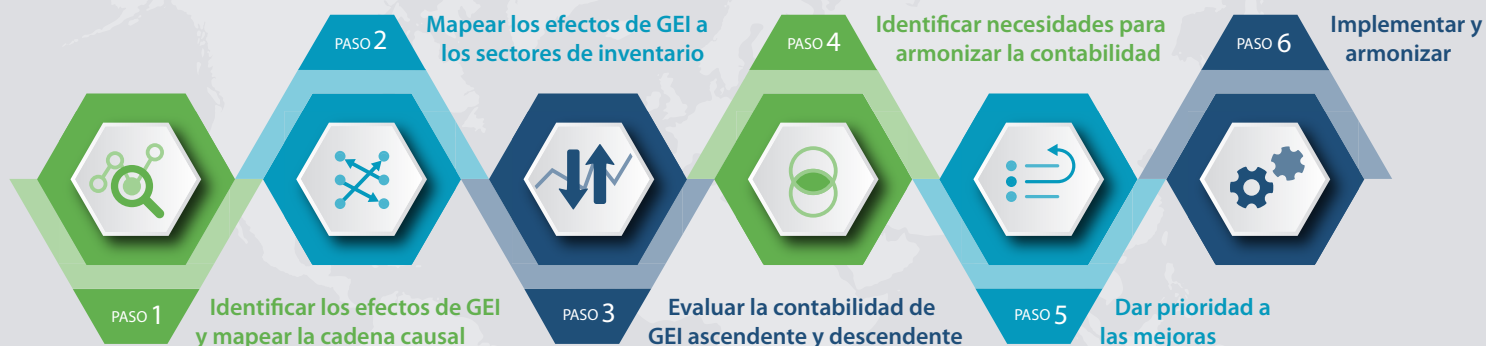 PASO 1
Identificar los efectos de GEI
y mapear la cadena causal
PASO 2
Mapear los efectos de GEI a
los sectores de inventario
PASO 3
Evaluar la contabilidad de
GEI ascendente y descendente
PASO 4
Identificar necesidades para
armonizar la contabilidad
PASO 5
Dar prioridad a
las mejoras
PASO 6
Implementar y
armonizar